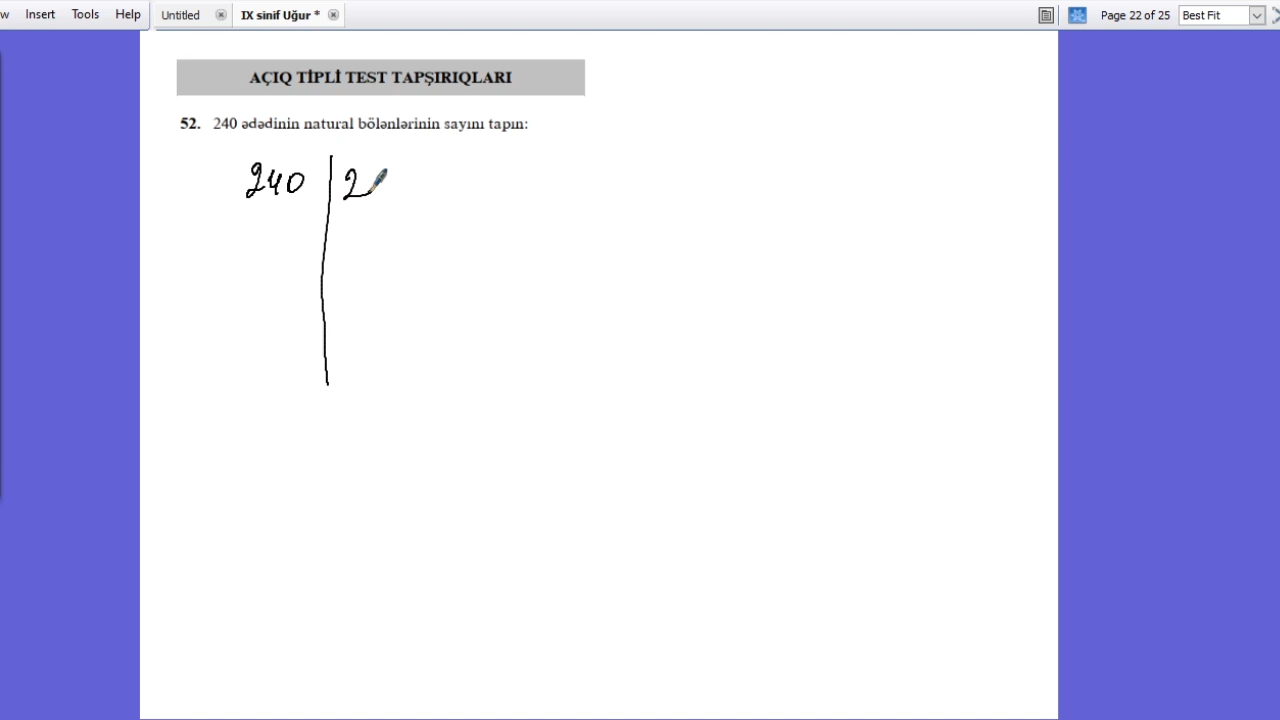 w Insert Tools Help Untitled IX sinif Uğur * Page 22 of 25 Best Fit
AÇIQ TİPLİ TEST TAPŞIRIQLARI
52. 240 ədədinin natural bölənlərinin sayını tapın:
240 | 2